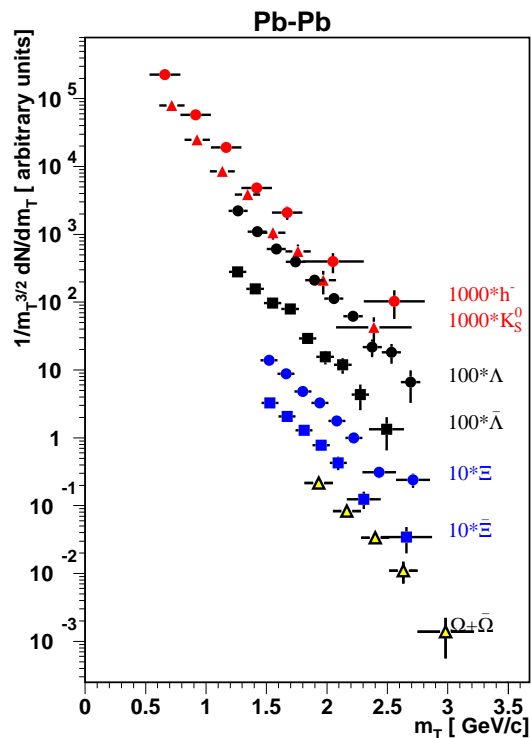 Pb-Pb
1/m_T^{3/2} dN/dm_T [ arbitrary units]
10^5
10^4
10^3
10^2
10
1
10^-1
10^-2
10^-3
1000*h^-
1000*K^0_S
100*Λ
100*Λ̄
10*Ξ
10*Ξ̄
Ω+Ω̄
0 0.5 1 1.5 2 2.5 3 3.5
m_T [ GeV/c]